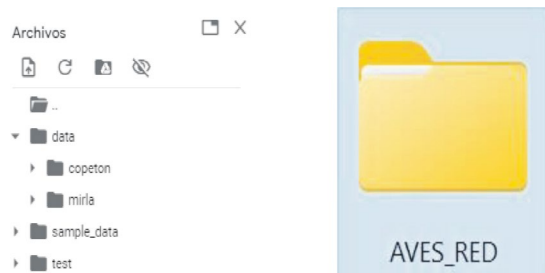 Archivos
..
data
copeton
mirla
sample_data
test
AVES_RED